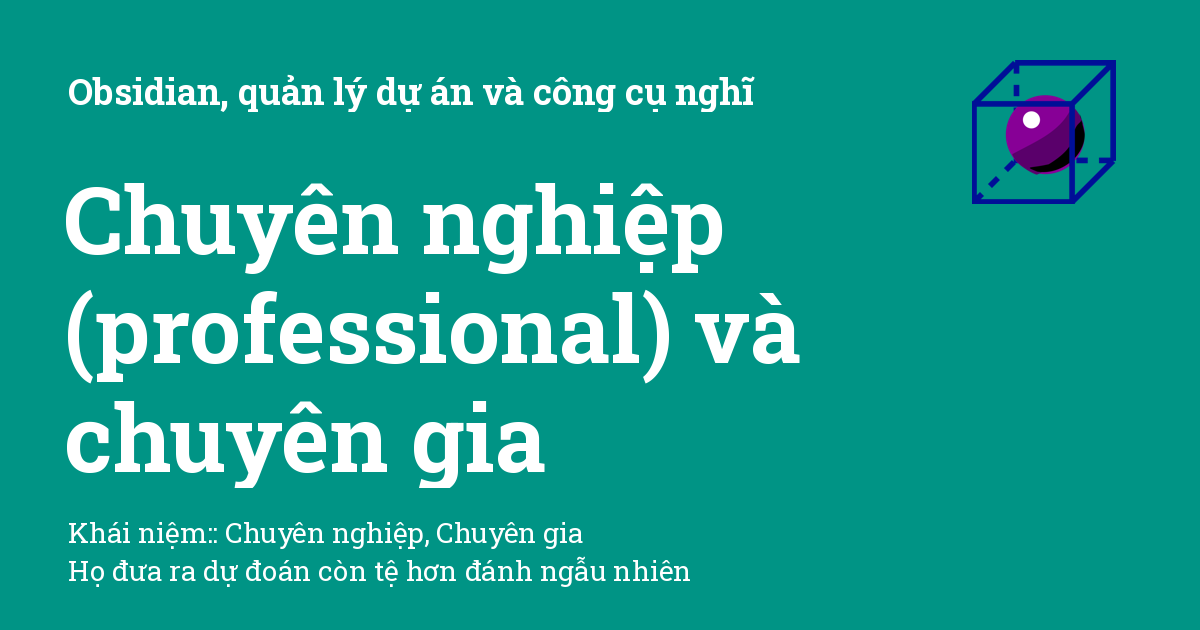 Obsidian, quản lý dự án và công cụ nghĩ
Chuyên nghiệp
(professional) và
chuyên gia
Khái niệm:: Chuyên nghiệp, Chuyên gia
Họ đưa ra dự đoán còn tệ hơn đánh ngẫu nhiên